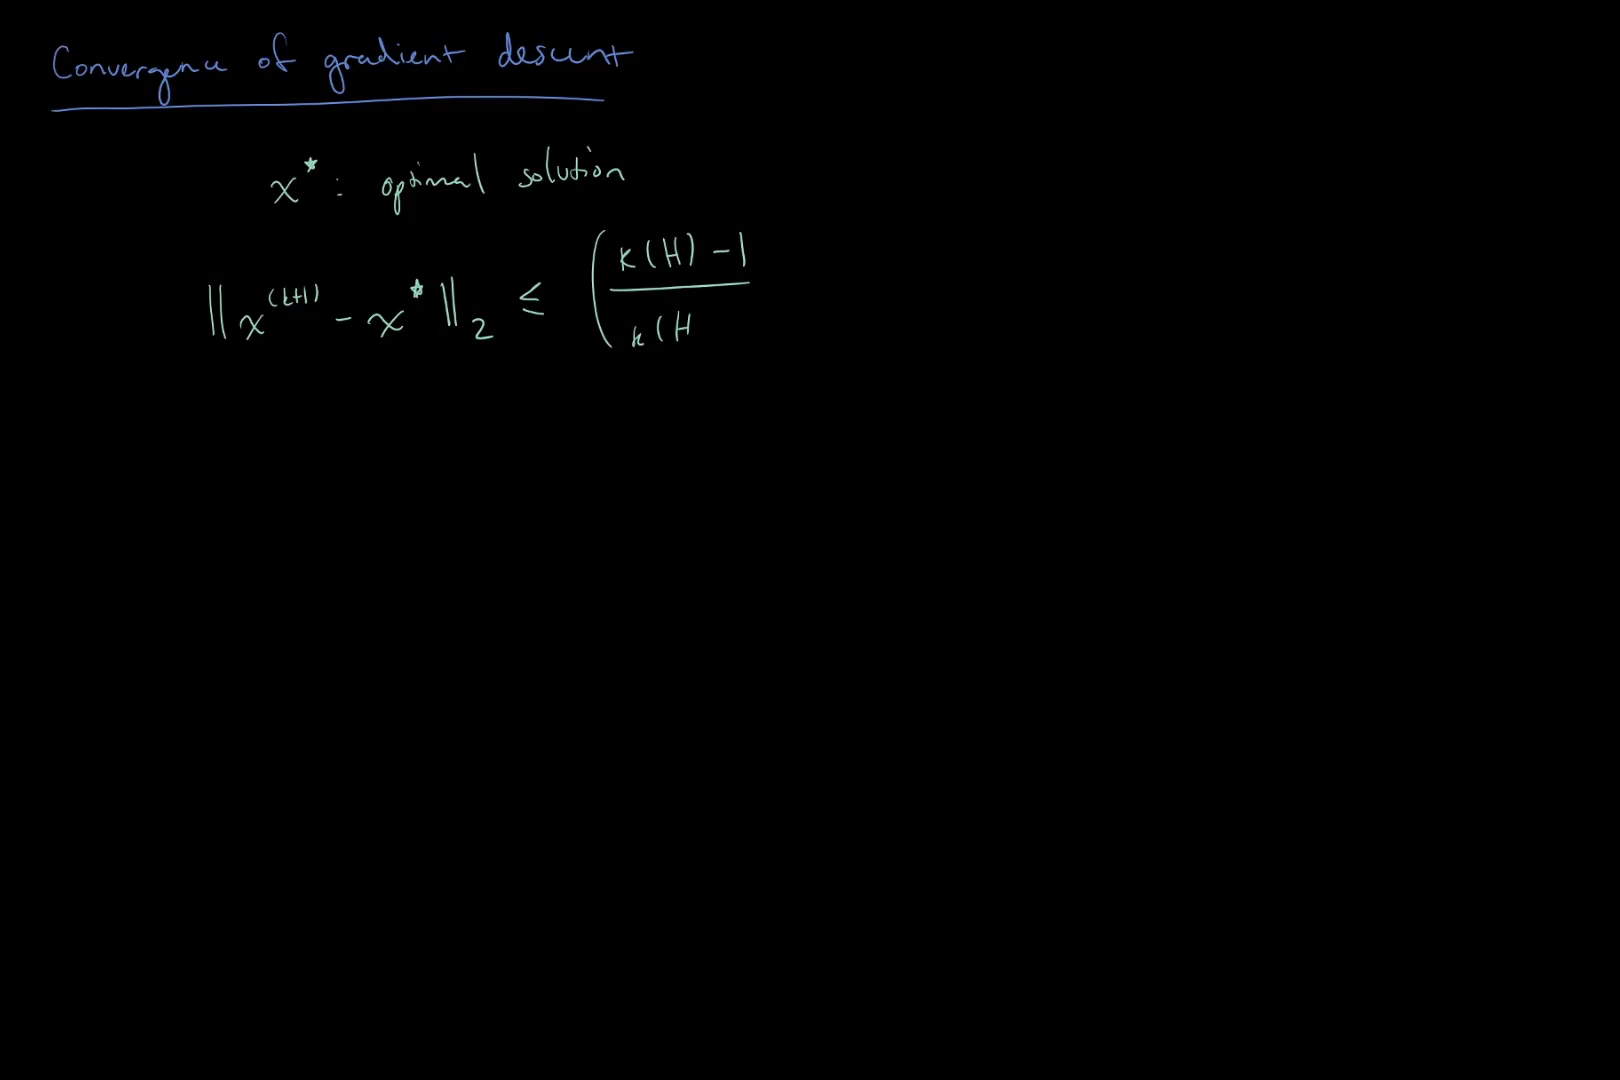 Convergence of gradient descent
x* : optimal solution
‖x^(k+1) - x*‖_2 ≤ ( (κ(H) - 1) / (κ(H